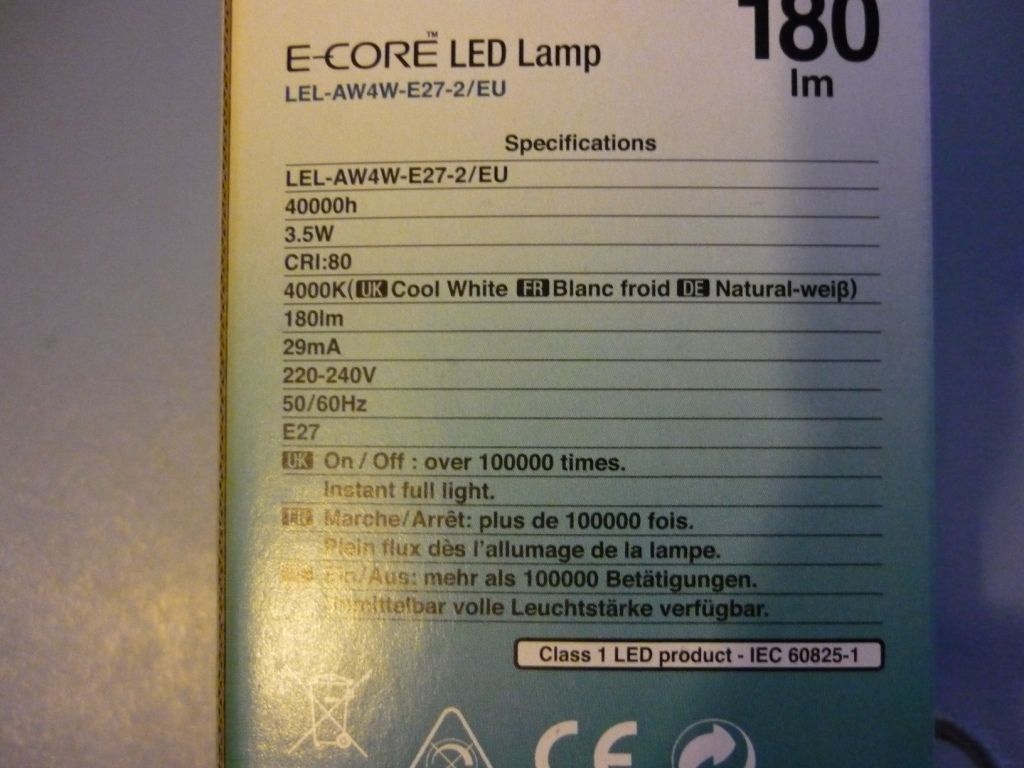 180
lm
E-CORE™ LED Lamp
LEL-AW4W-E27-2/EU
Specifications
LEL-AW4W-E27-2/EU
40000h
3.5W
CRI:80
4000K(UK Cool White FR Blanc froid DE Natural-weiβ)
180lm
29mA
220-240V
50/60Hz
E27
UK On / Off : over 100000 times.
Instant full light.
FR Marche/Arrêt: plus de 100000 fois.
Plein flux dès l'allumage de la lampe.
Ein/Aus: mehr als 100000 Betätigungen.
Unmittelbar volle Leuchtstärke verfügbar.
Class 1 LED product - IEC 60825-1
CE